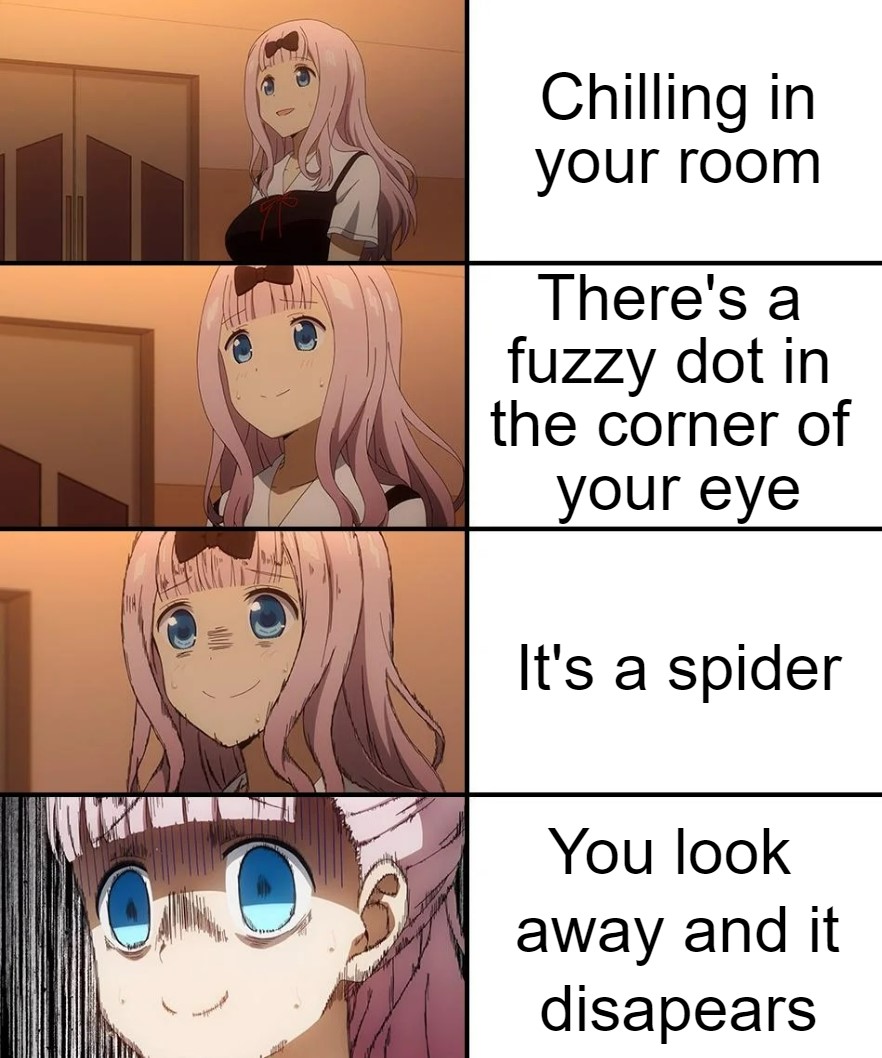 Chilling in
your room
There's a
fuzzy dot in
the corner of
your eye
It's a spider
You look
away and it
disapears